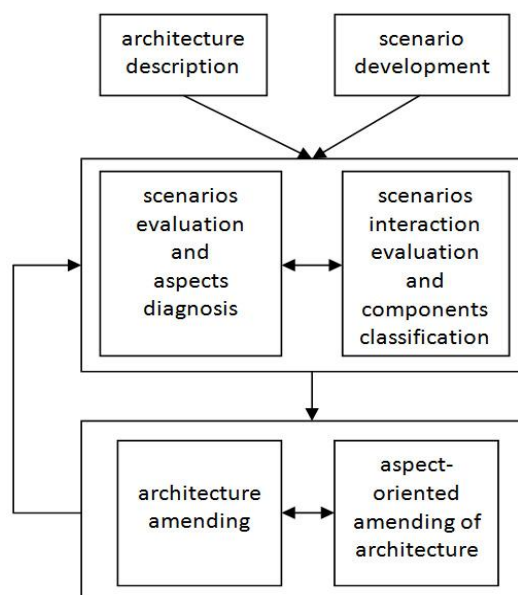 architecture
description
scenario
development
scenarios
evaluation
and
aspects
diagnosis
scenarios
interaction
evaluation
and
components
classification
architecture
amending
aspect-
oriented
amending of
architecture